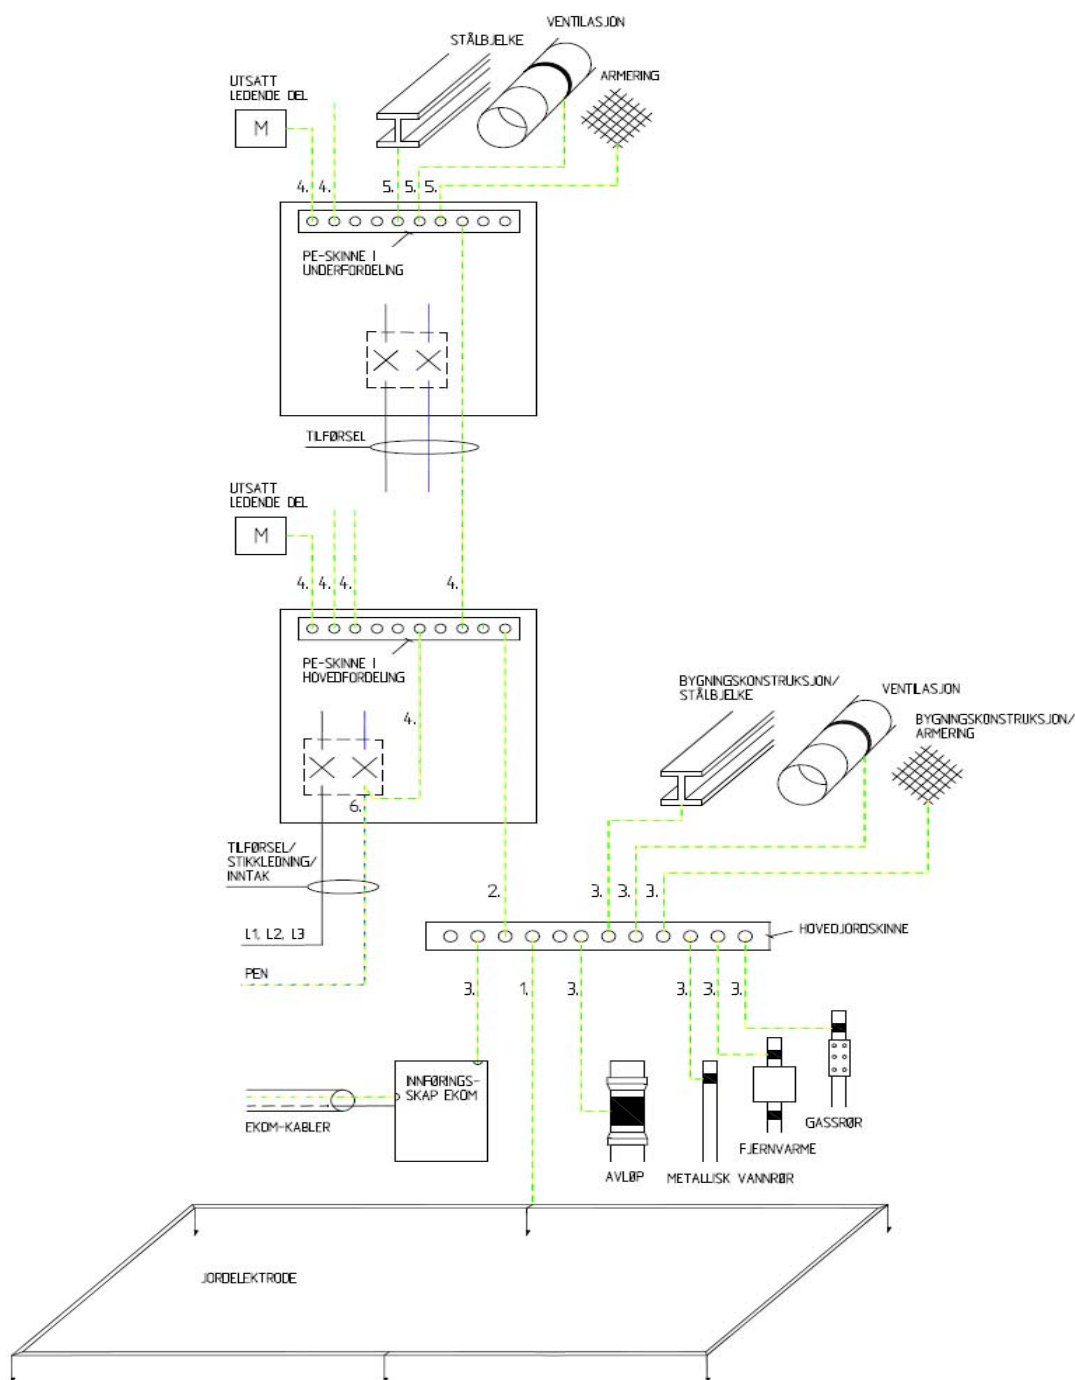 VENTILASJON
STÅLBJELKE
ARMERING
UTSATT
LEDENDE DEL
M
4. 4. 5. 5. 5.
PE-SKINNE I
UNDERFORDELING
TILFØRSEL
UTSATT
LEDENDE DEL
M
4. 4. 4. 4.
PE-SKINNE I
HOVEDFORDELING
4.
6.
BYGNINGSKONSTRUKSJON/
STÅLBJELKE
VENTILASJON
BYGNINGSKONSTRUKSJON/
ARMERING
TILFØRSEL/
STIKKLEDNING/
INNTAK
2. 3. 3. 3.
L1, L2, L3
HOVEDJORDSKINNE
PEN
3. 1. 3. 3. 3. 3.
INNFØRINGS-
SKAP EKOM
EKOM-KABLER
GASSRØR
FJERNVARME
AVLØP
METALLISK VANNRØR
JORDELEKTRODE